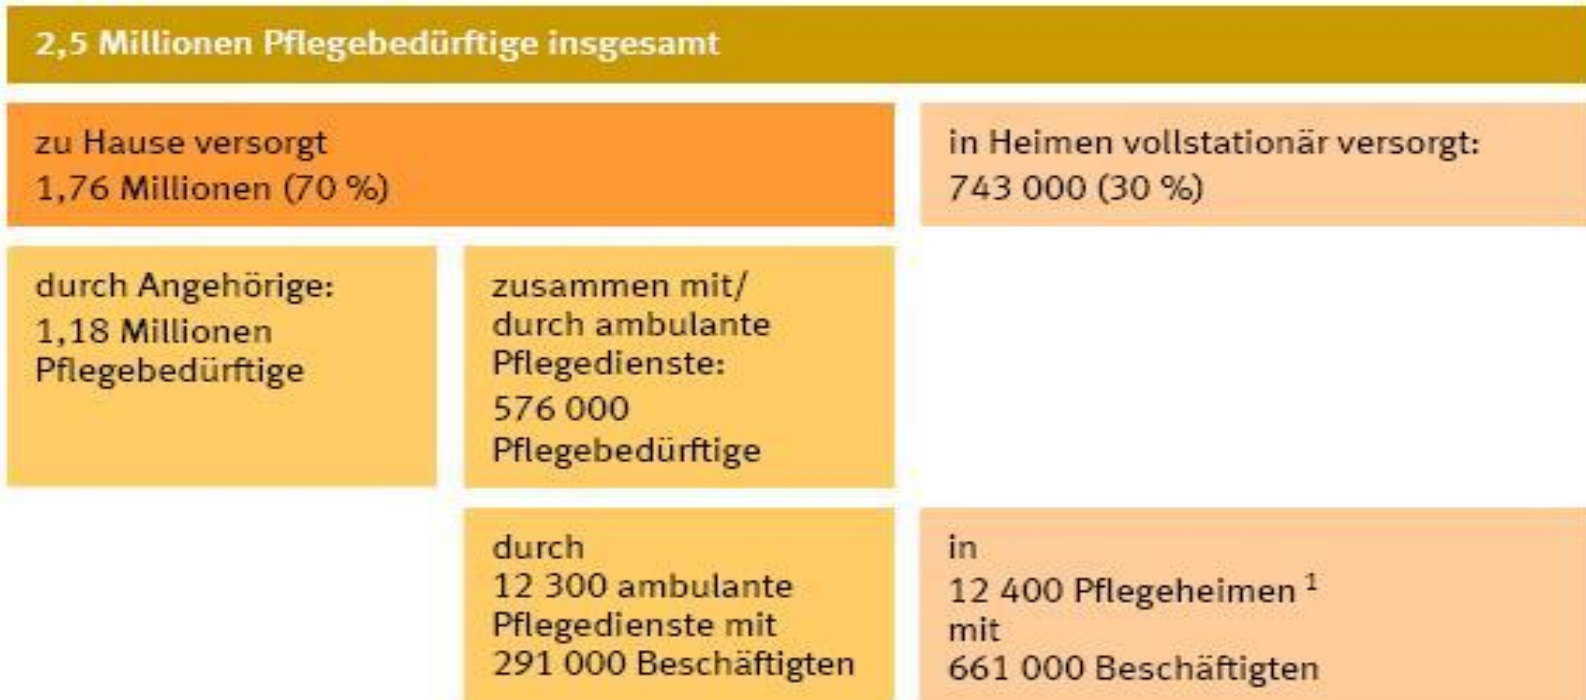 2,5 Millionen Pflegebedürftige insgesamt
zu Hause versorgt
1,76 Millionen (70 %)
in Heimen vollstationär versorgt:
743 000 (30 %)
durch Angehörige:
1,18 Millionen
Pflegebedürftige
zusammen mit/
durch ambulante
Pflegedienste:
576 000
Pflegebedürftige
durch
12 300 ambulante
Pflegedienste mit
291 000 Beschäftigten
in
12 400 Pflegeheimen ¹
mit
661 000 Beschäftigten